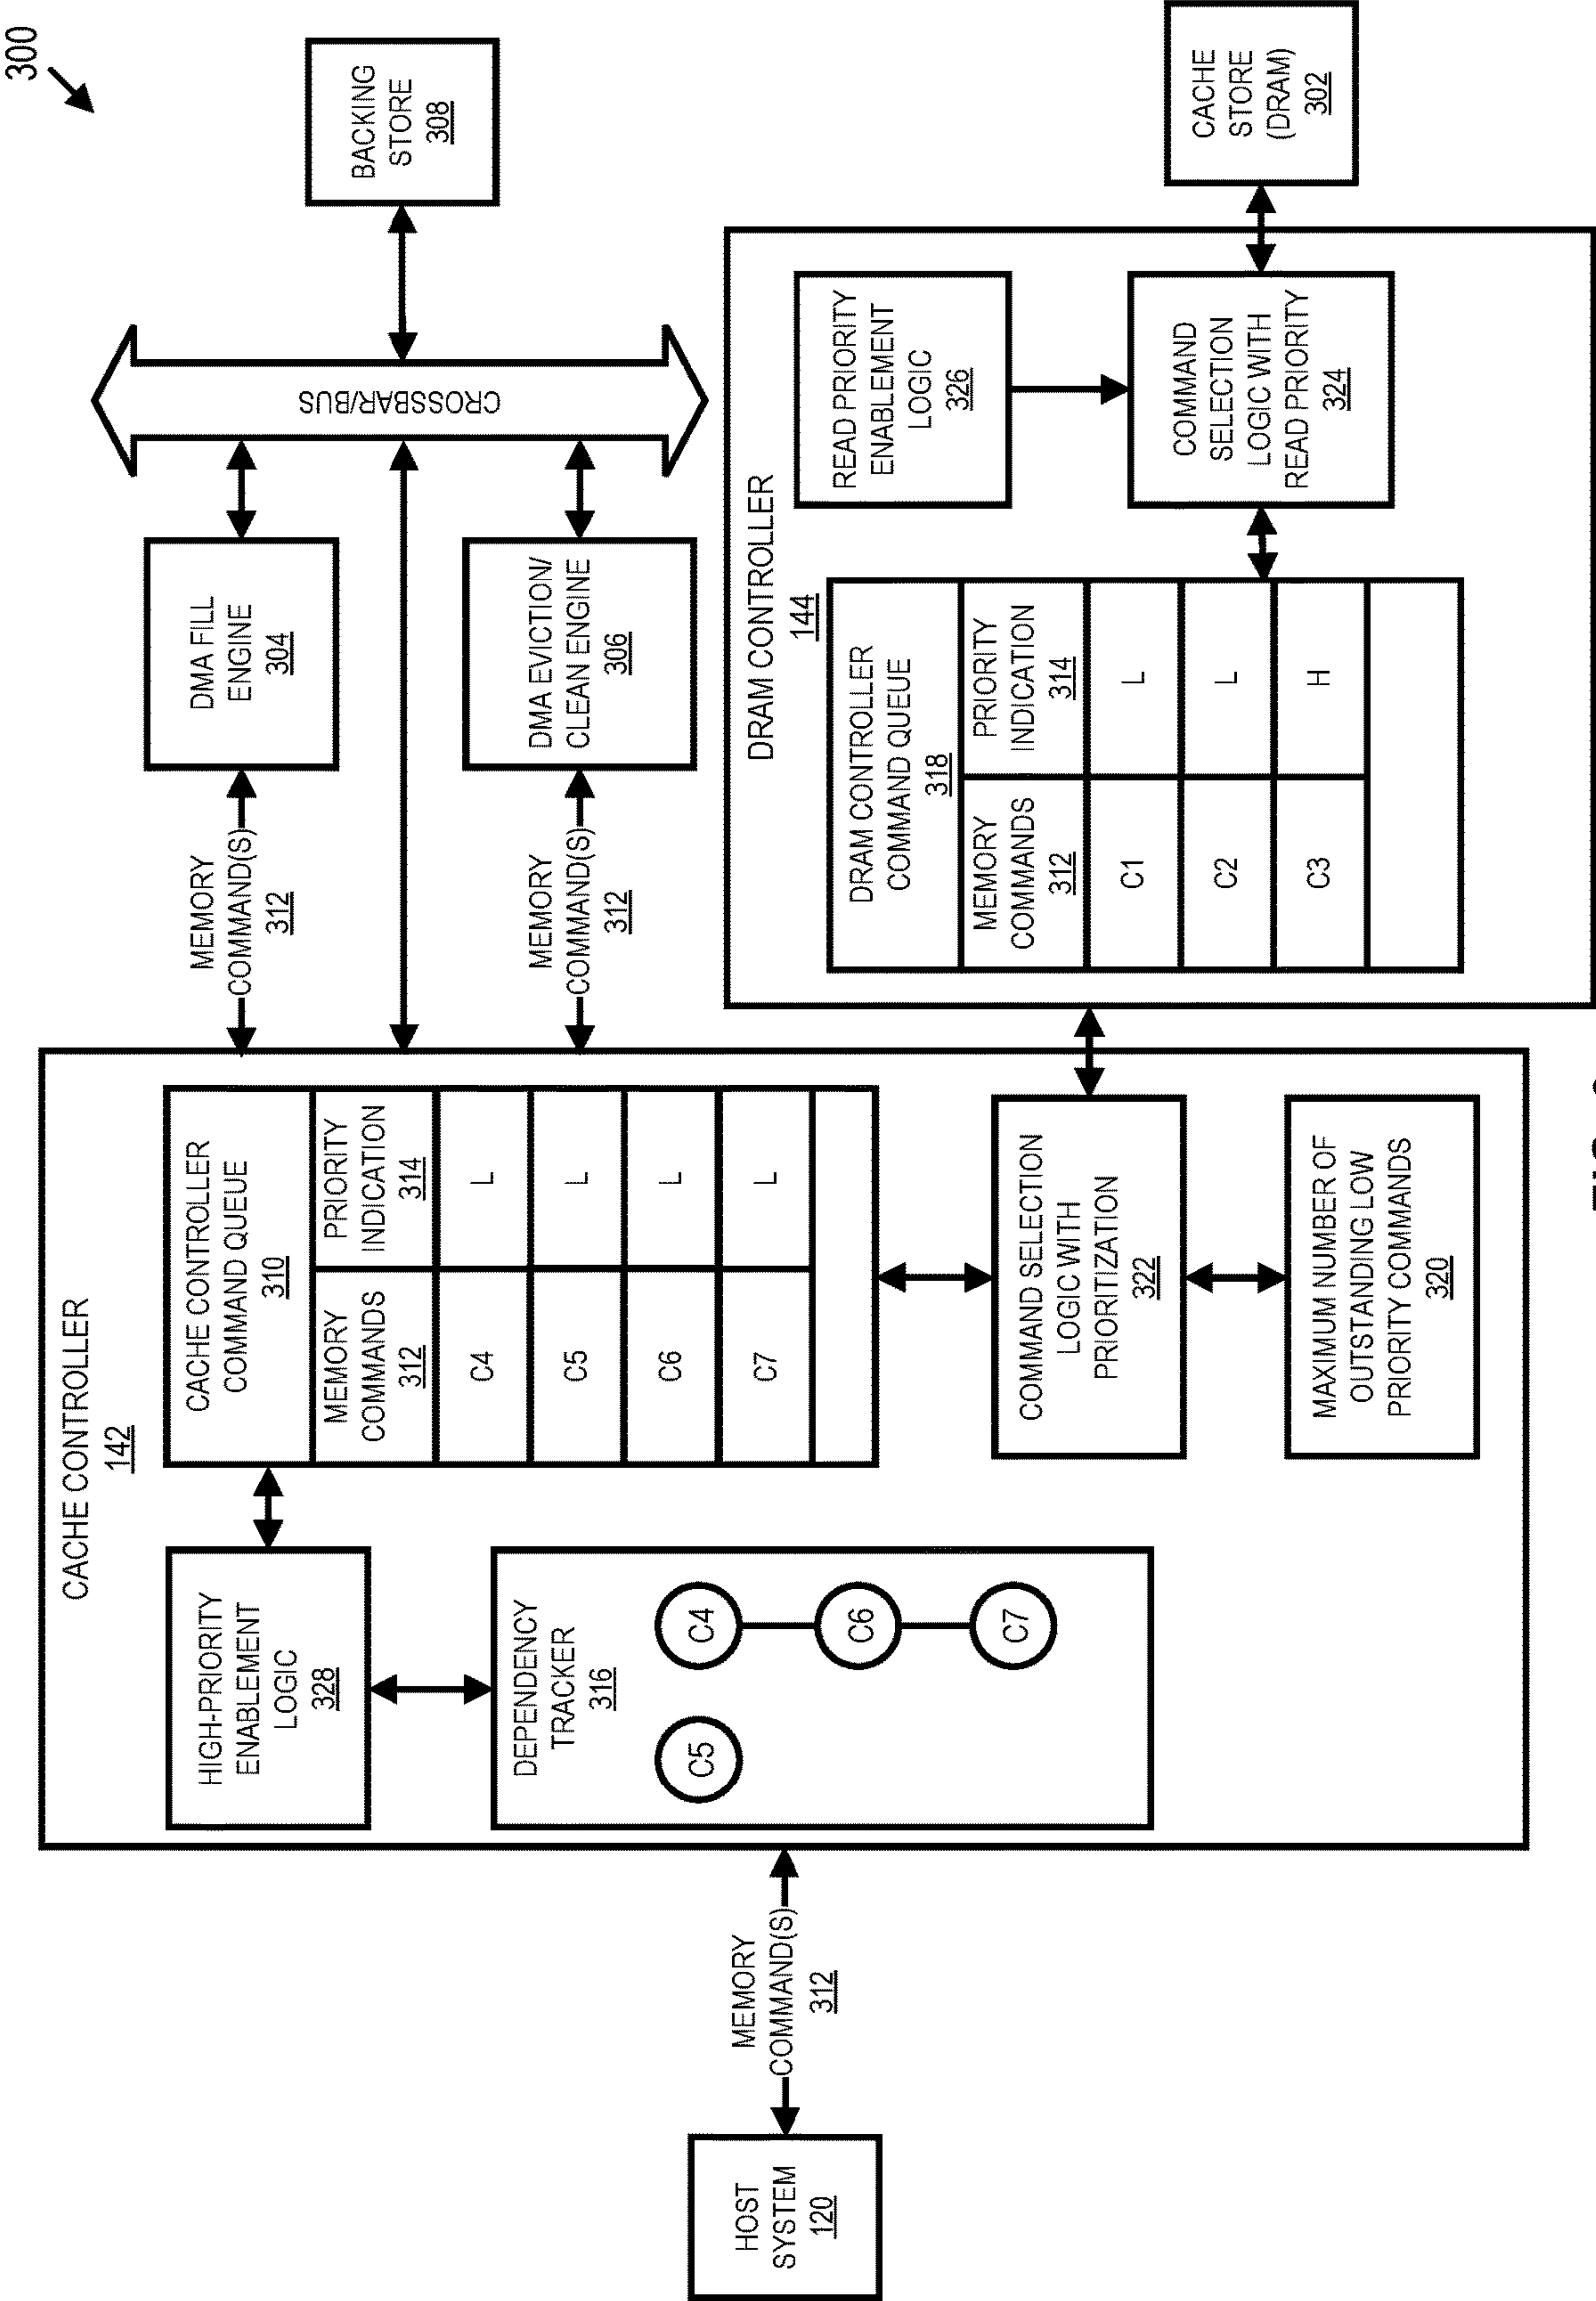 300
HOST
SYSTEM
120
MEMORY
COMMAND(S)
312
CACHE CONTROLLER
142
HIGH-PRIORITY
ENABLEMENT
LOGIC
328
DEPENDENCY
TRACKER
316
C5
C4
C6
C7
CACHE CONTROLLER
COMMAND QUEUE
310
MEMORY
COMMANDS
312
PRIORITY
INDICATION
314
C4 L
C5 L
C6 L
C7 L
COMMAND SELECTION
LOGIC WITH
PRIORITIZATION
322
MAXIMUM NUMBER OF
OUTSTANDING LOW
PRIORITY COMMANDS
320
MEMORY
COMMAND(S)
312
DMA FILL
ENGINE
304
MEMORY
COMMAND(S)
312
DMA EVICTION/
CLEAN ENGINE
306
CROSSBAR/BUS
BACKING
STORE
308
DRAM CONTROLLER
144
DRAM CONTROLLER
COMMAND QUEUE
318
MEMORY
COMMANDS
312
PRIORITY
INDICATION
314
C1 L
C2 L
C3 H
READ PRIORITY
ENABLEMENT
LOGIC
326
COMMAND
SELECTION
LOGIC WITH
READ PRIORITY
324
CACHE
STORE
(DRAM)
302